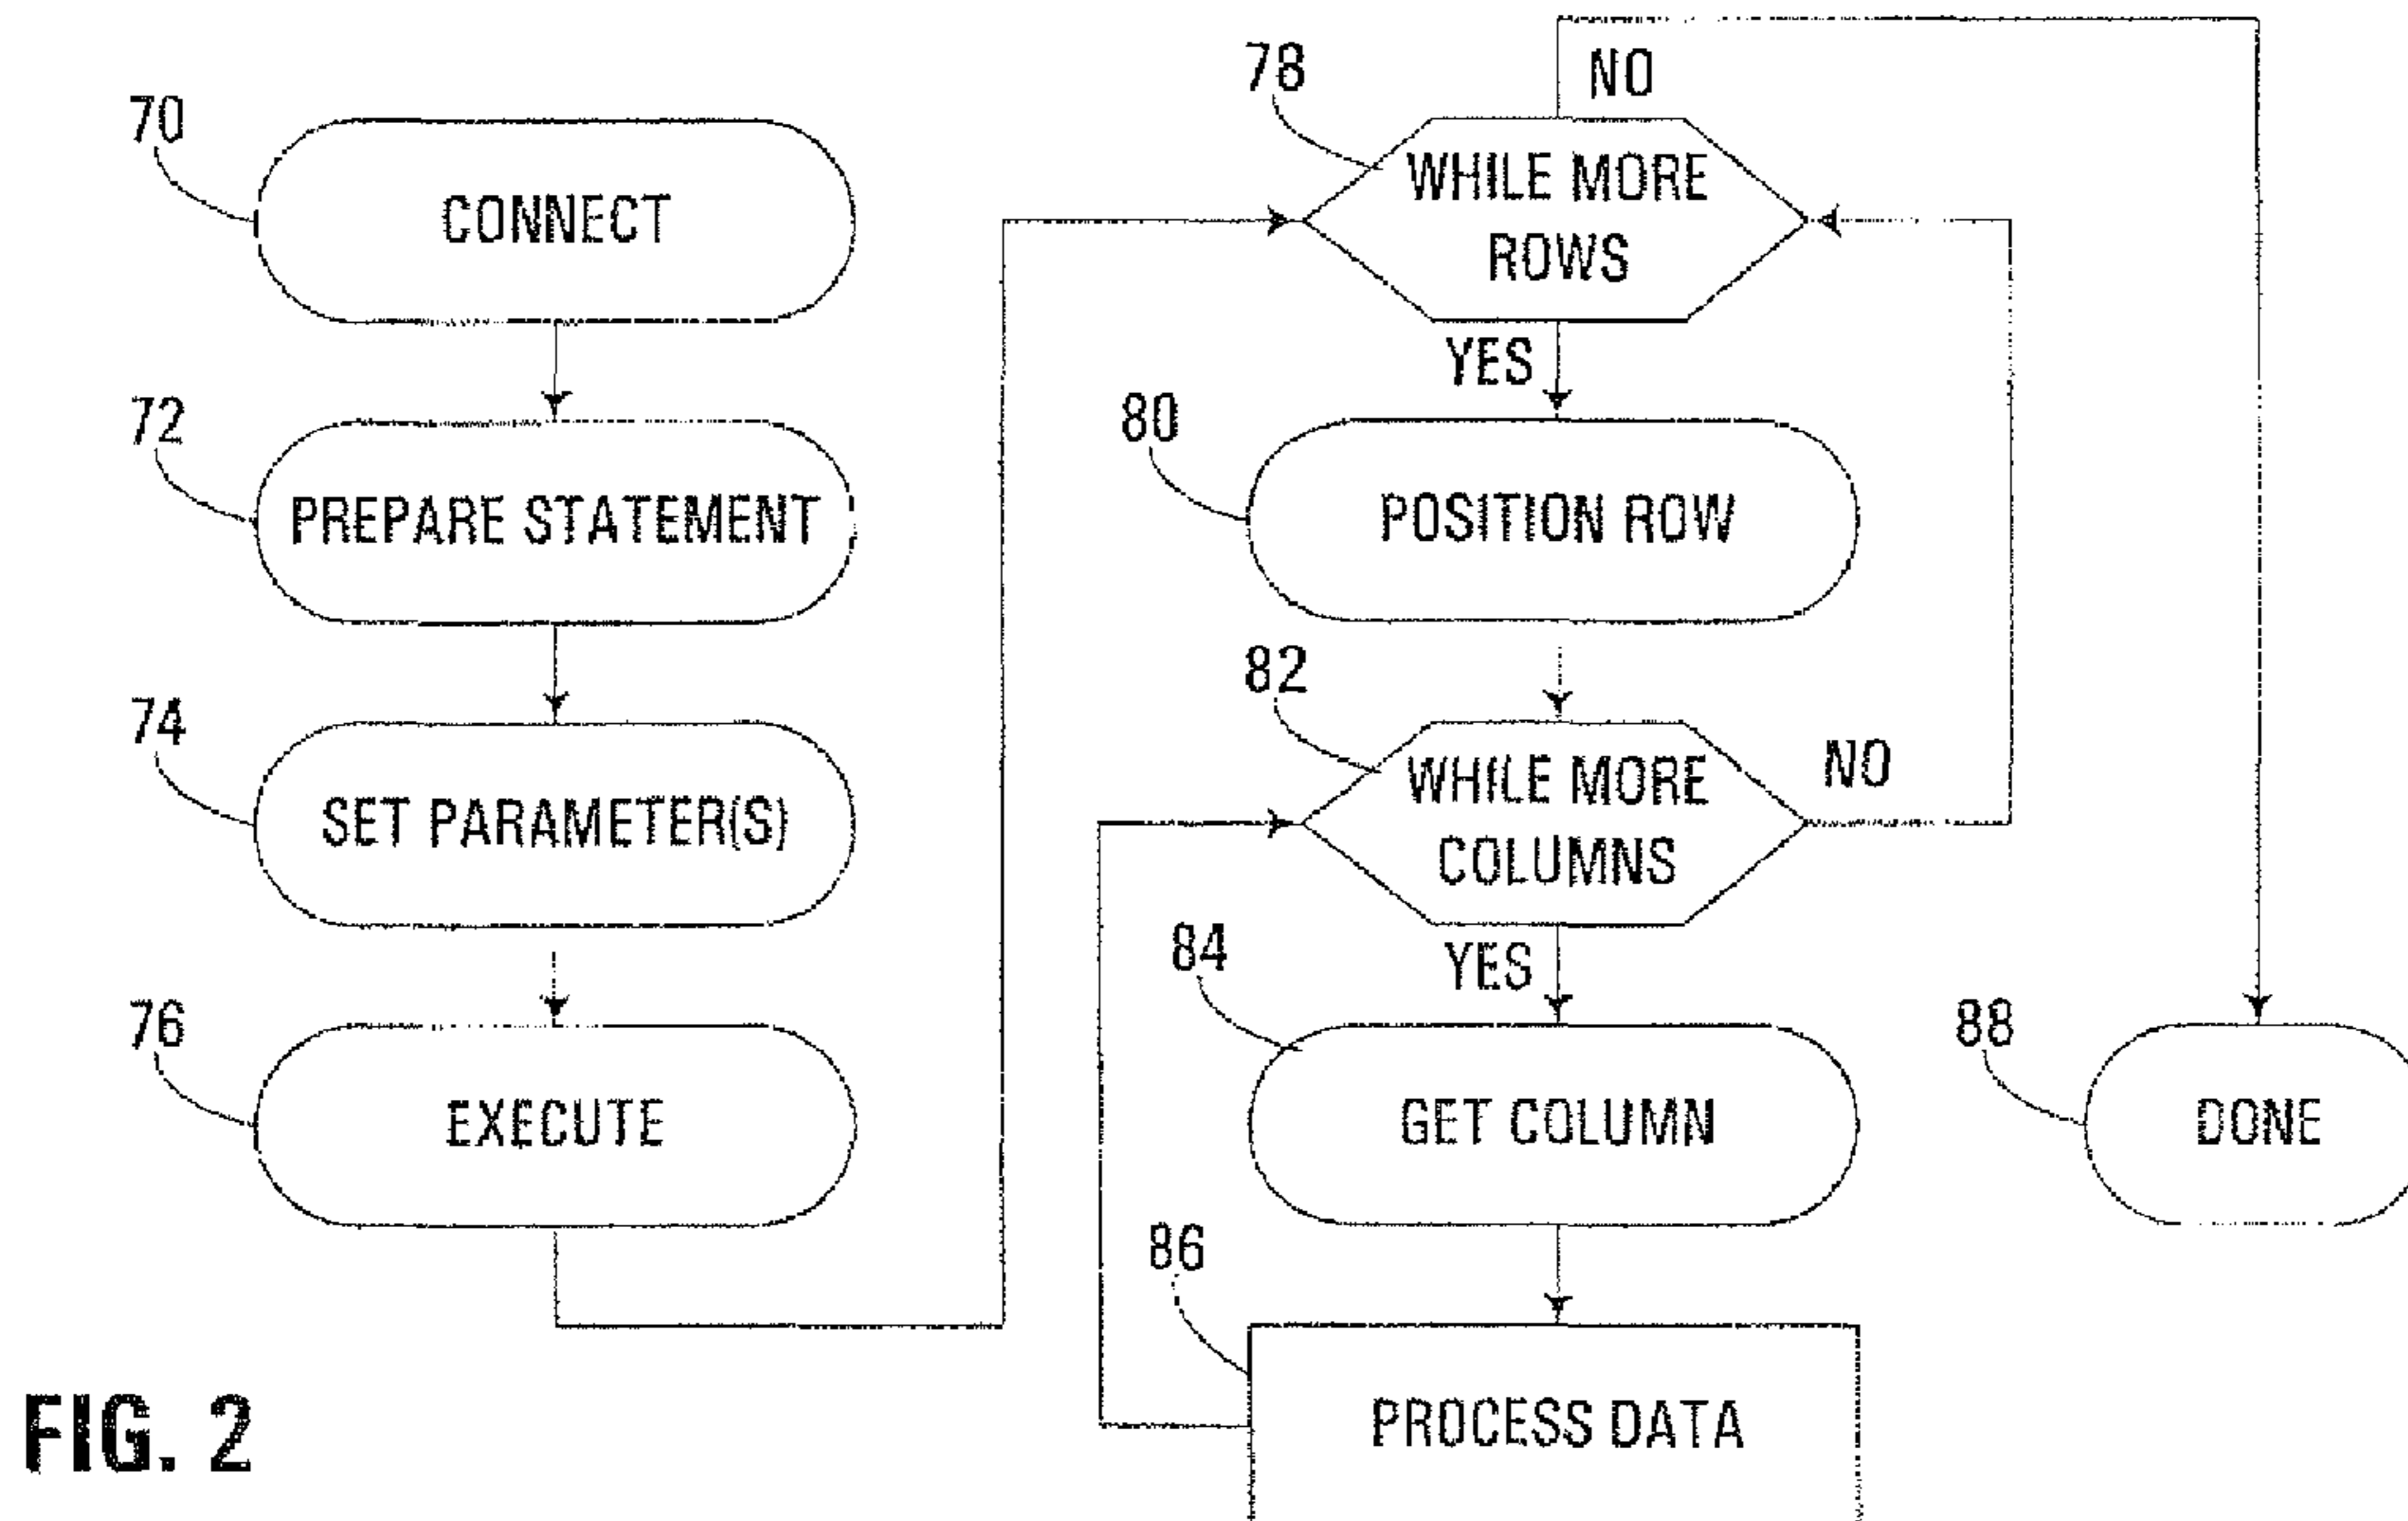 70
CONNECT
72
PREPARE STATEMENT
74
SET PARAMETER(S)
76
EXECUTE
78
NO
WHILE MORE
ROWS
YES
80
POSITION ROW
82
WHILE MORE
COLUMNS
NO
YES
84
GET COLUMN
86
PROCESS DATA
88
DONE
FIG. 2